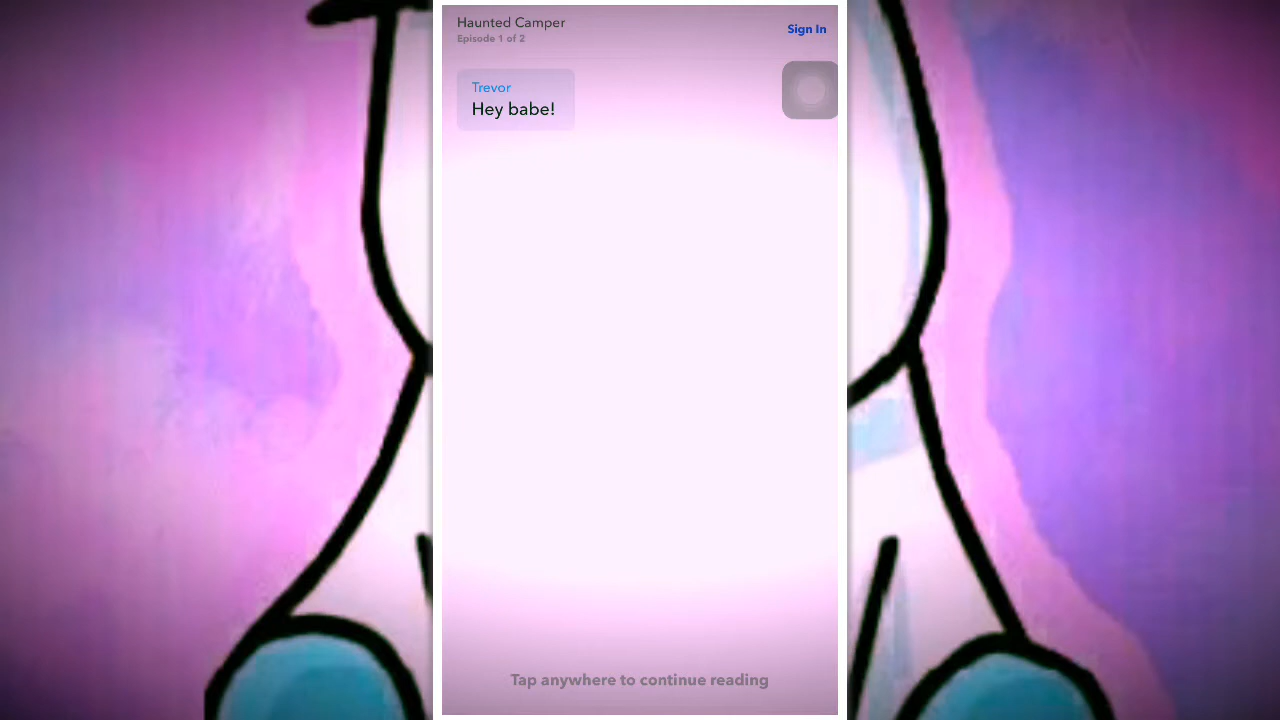 Haunted Camper
Episode 1 of 2
Sign In
Trevor
Hey babe!
Tap anywhere to continue reading